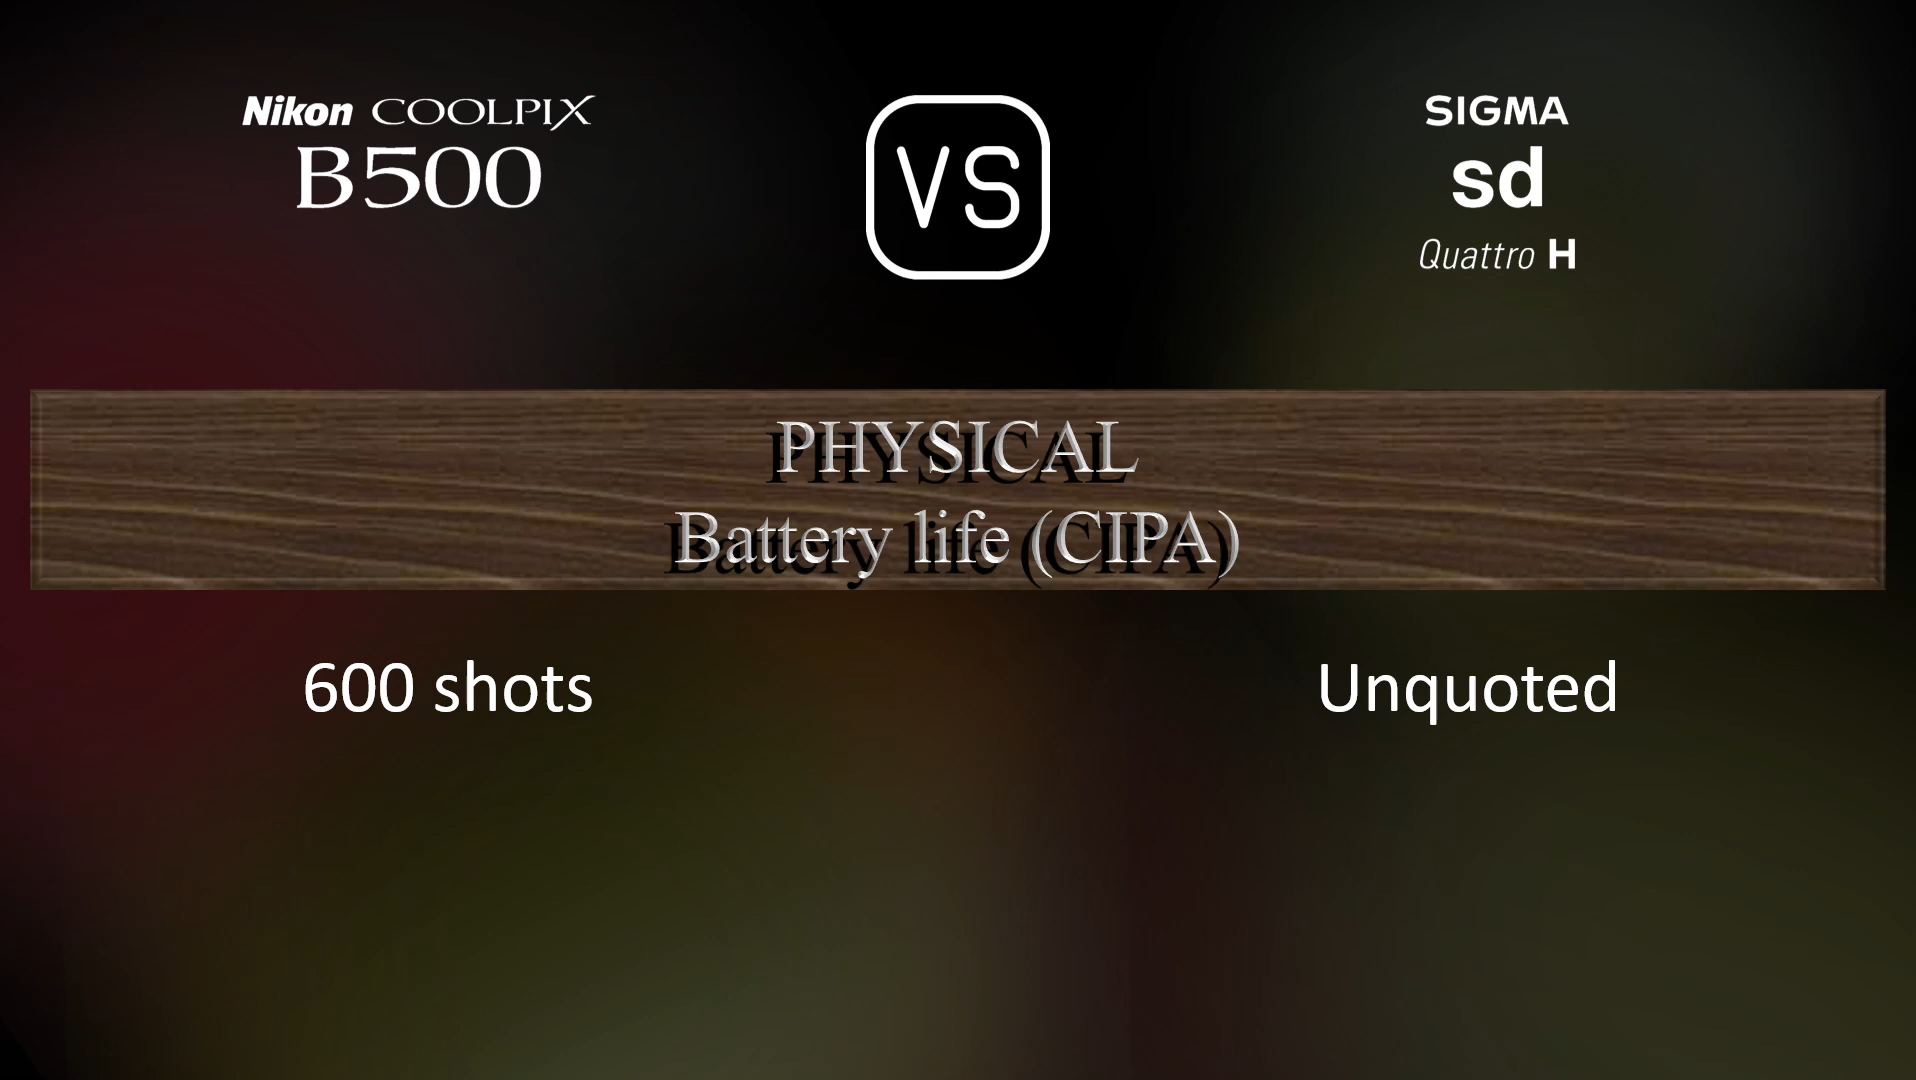 Nikon COOLPIX
B500
VS
SIGMA
sd
Quattro H
PHYSICAL
Battery life (CIPA)
600 shots
Unquoted